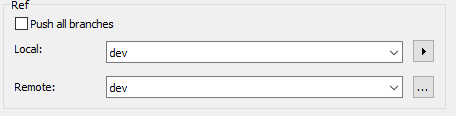 Ref
Push all branches
Local: dev
Remote: dev ...